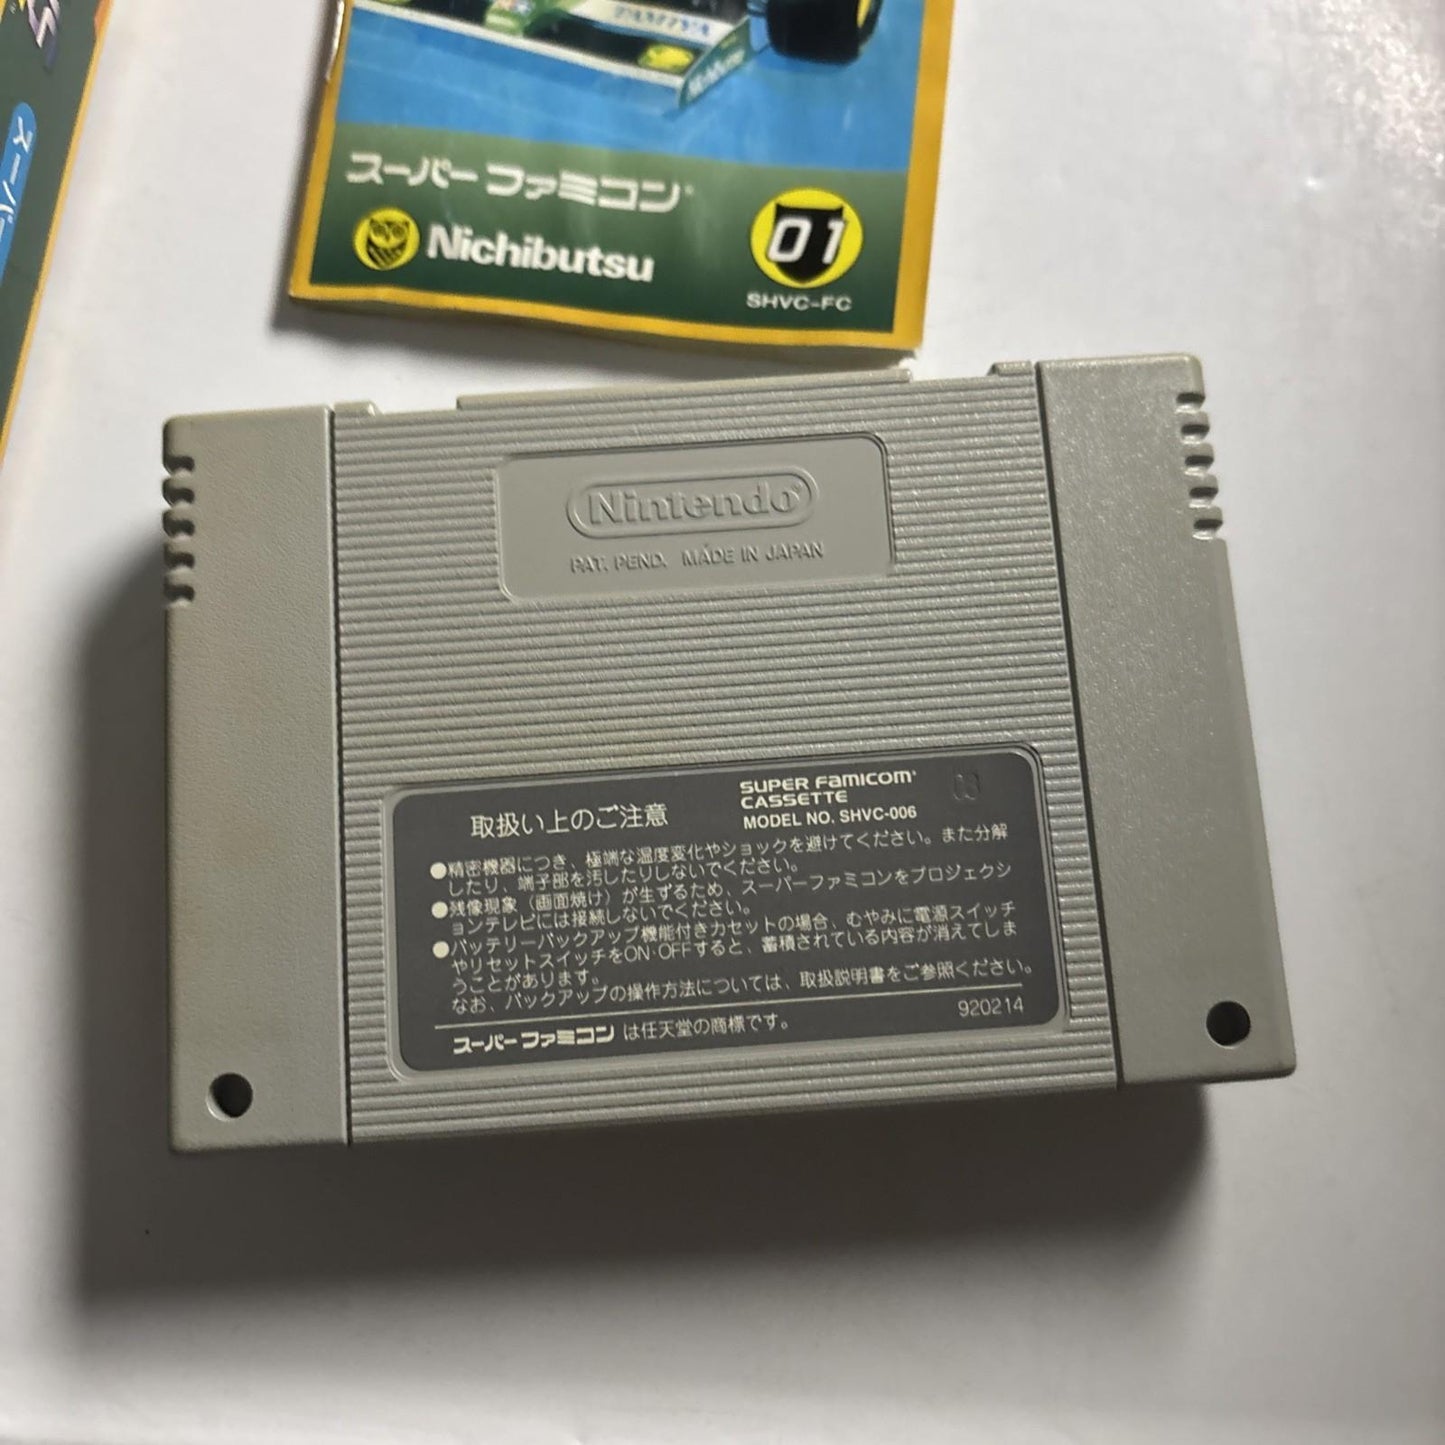 スーパー
スーパーファミコン
Nichibutsu
01
SHVC-FC
Nintendo
PAT. PEND. MADE IN JAPAN
取扱い上のご注意
SUPER FAMICOM
CASSETTE
MODEL NO. SHVC-006
●精密機器につき、極端な温度変化やショックを避けてください。また分解
したり、端子部を汚したりしないでください。
●残像現象（画面焼け）が生ずるため、スーパーファミコンをプロジェクシ
ョンテレビには接続しないでください。
●バッテリーバックアップ機能付きカセットの場合、むやみに電源スイッチ
やリセットスイッチをON·OFFすると、蓄積されている内容が消えてしま
うことがあります。
なお、バックアップの操作方法については、取扱説明書をご参照ください。
920214
スーパーファミコン は任天堂の商標です。